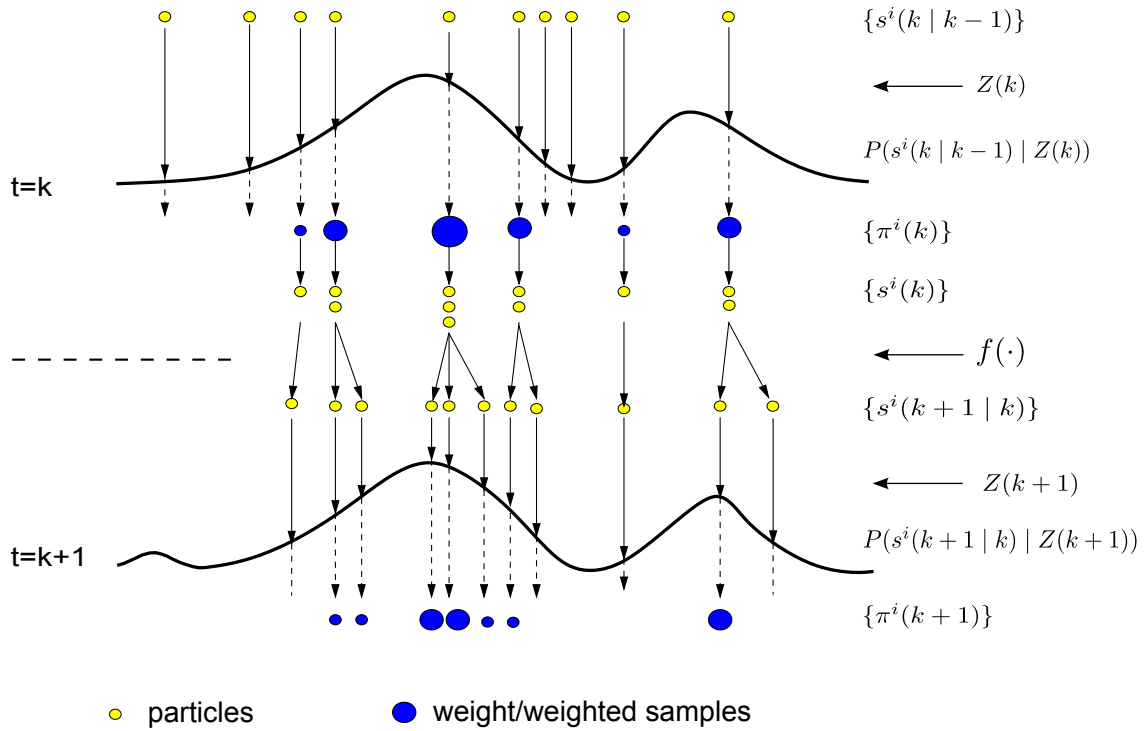 {s^i(k | k − 1)}
Z(k)
P(s^i(k | k − 1) | Z(k))
t=k
{π^i(k)}
{s^i(k)}
f(·)
{s^i(k + 1 | k)}
Z(k + 1)
P(s^i(k + 1 | k) | Z(k + 1))
t=k+1
{π^i(k + 1)}
particles
weight/weighted samples